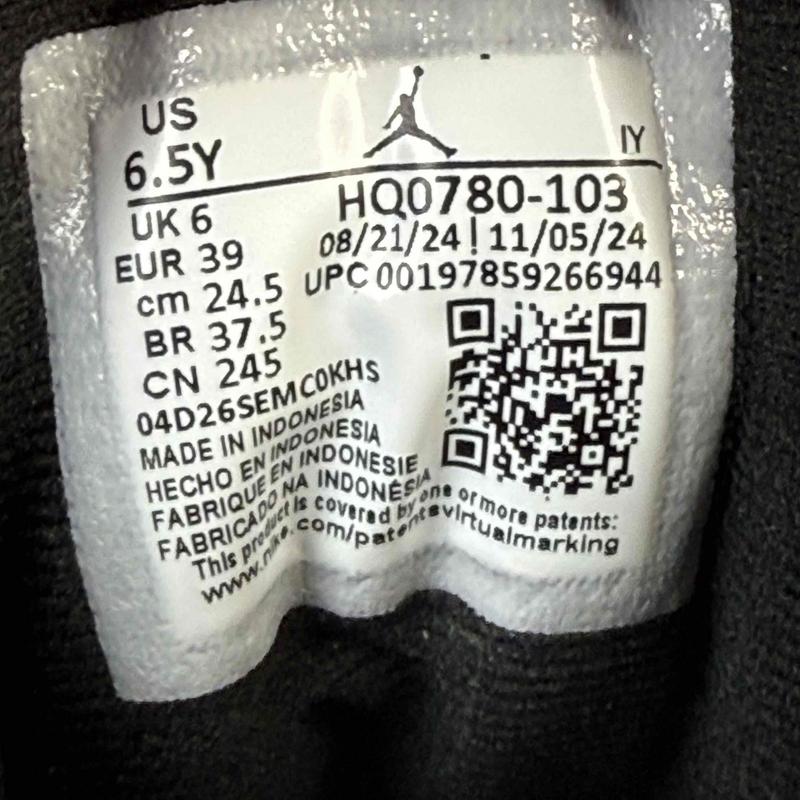 US
6.5Y
IY
UK 6
EUR 39
cm 24.5
BR 37.5
CN 245
HQ0780-103
08/21/24 | 11/05/24
UPC 00197859266944
04D26SEMC0KHS
MADE IN INDONESIA
HECHO EN INDONESIA
FABRIQUE EN INDONESIE
FABRICADO NA INDONÉSIA
This product is covered by one or more patents:
www.nike.com/patentsvirtualmarking